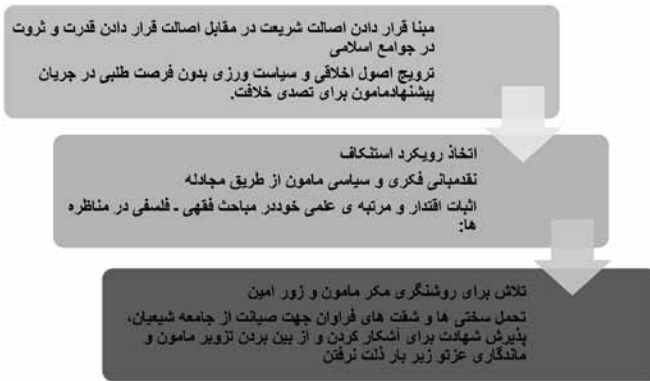 مبنا قرار دادن اصالت شریعت در مقابل اصالت قرار دادن قدرت و ثروت
در جوامع اسلامی
ترویج اصول اخلاقی و سیاست ورزی بدون فرصت طلبی در جریان
پیشنهادمامون برای تصدی خلافت.
اتخاذ رویکرد استنکاف
نقدمبانی فکری و سیاسی مامون از طریق مجادله
اثبات اقتدار و مرتبه ی علمی خوددر مباحث فقهی - فلسفی در مناظره
ها:
تلاش برای روشنگری مکر مامون و زور امین
تحمل سختی ها و شقت های فراوان جهت صیانت از جامعه شیعیان،
پذیرش شهادت برای آشکار کردن و از بین بردن تزویر مامون و
ماندگاری عزتو زیر بار ذلت نرفتن